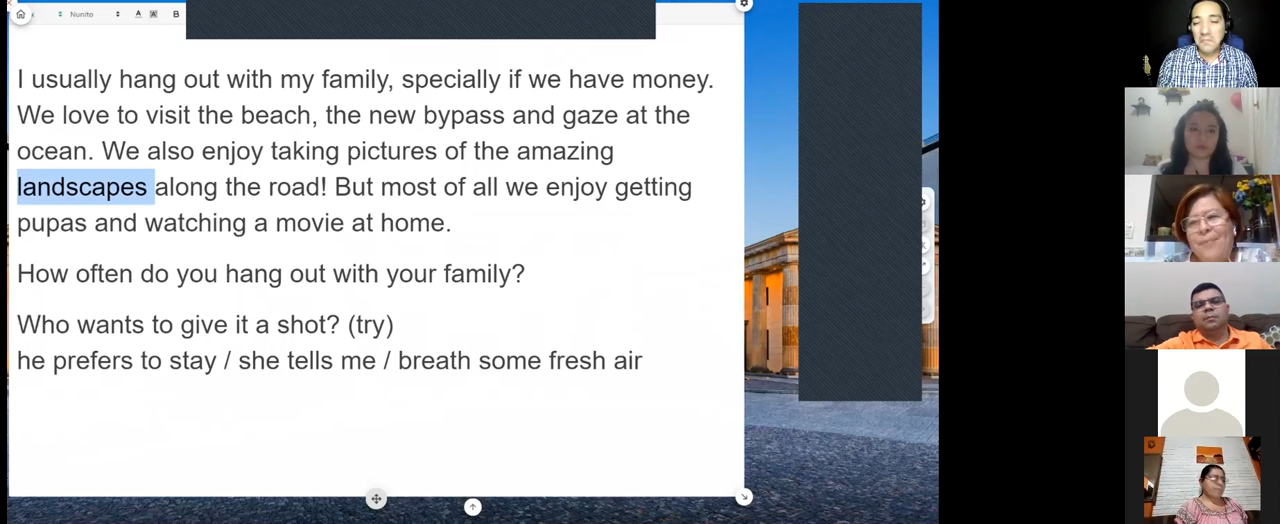 Nunito A A B
I usually hang out with my family, specially if we have money.
We love to visit the beach, the new bypass and gaze at the
ocean. We also enjoy taking pictures of the amazing
landscapes along the road! But most of all we enjoy getting
pupas and watching a movie at home.
How often do you hang out with your family?
Who wants to give it a shot? (try)
he prefers to stay / she tells me / breath some fresh air